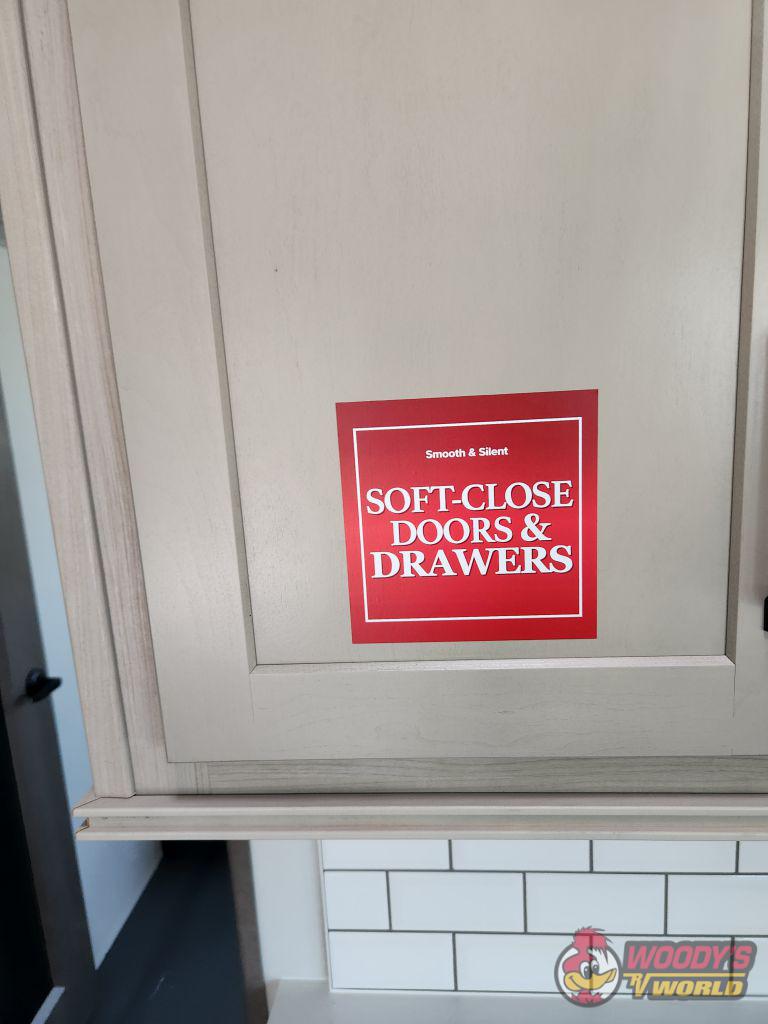 Smooth & Silent
SOFT-CLOSE
DOORS &
DRAWERS
WOODY'S
RV WORLD